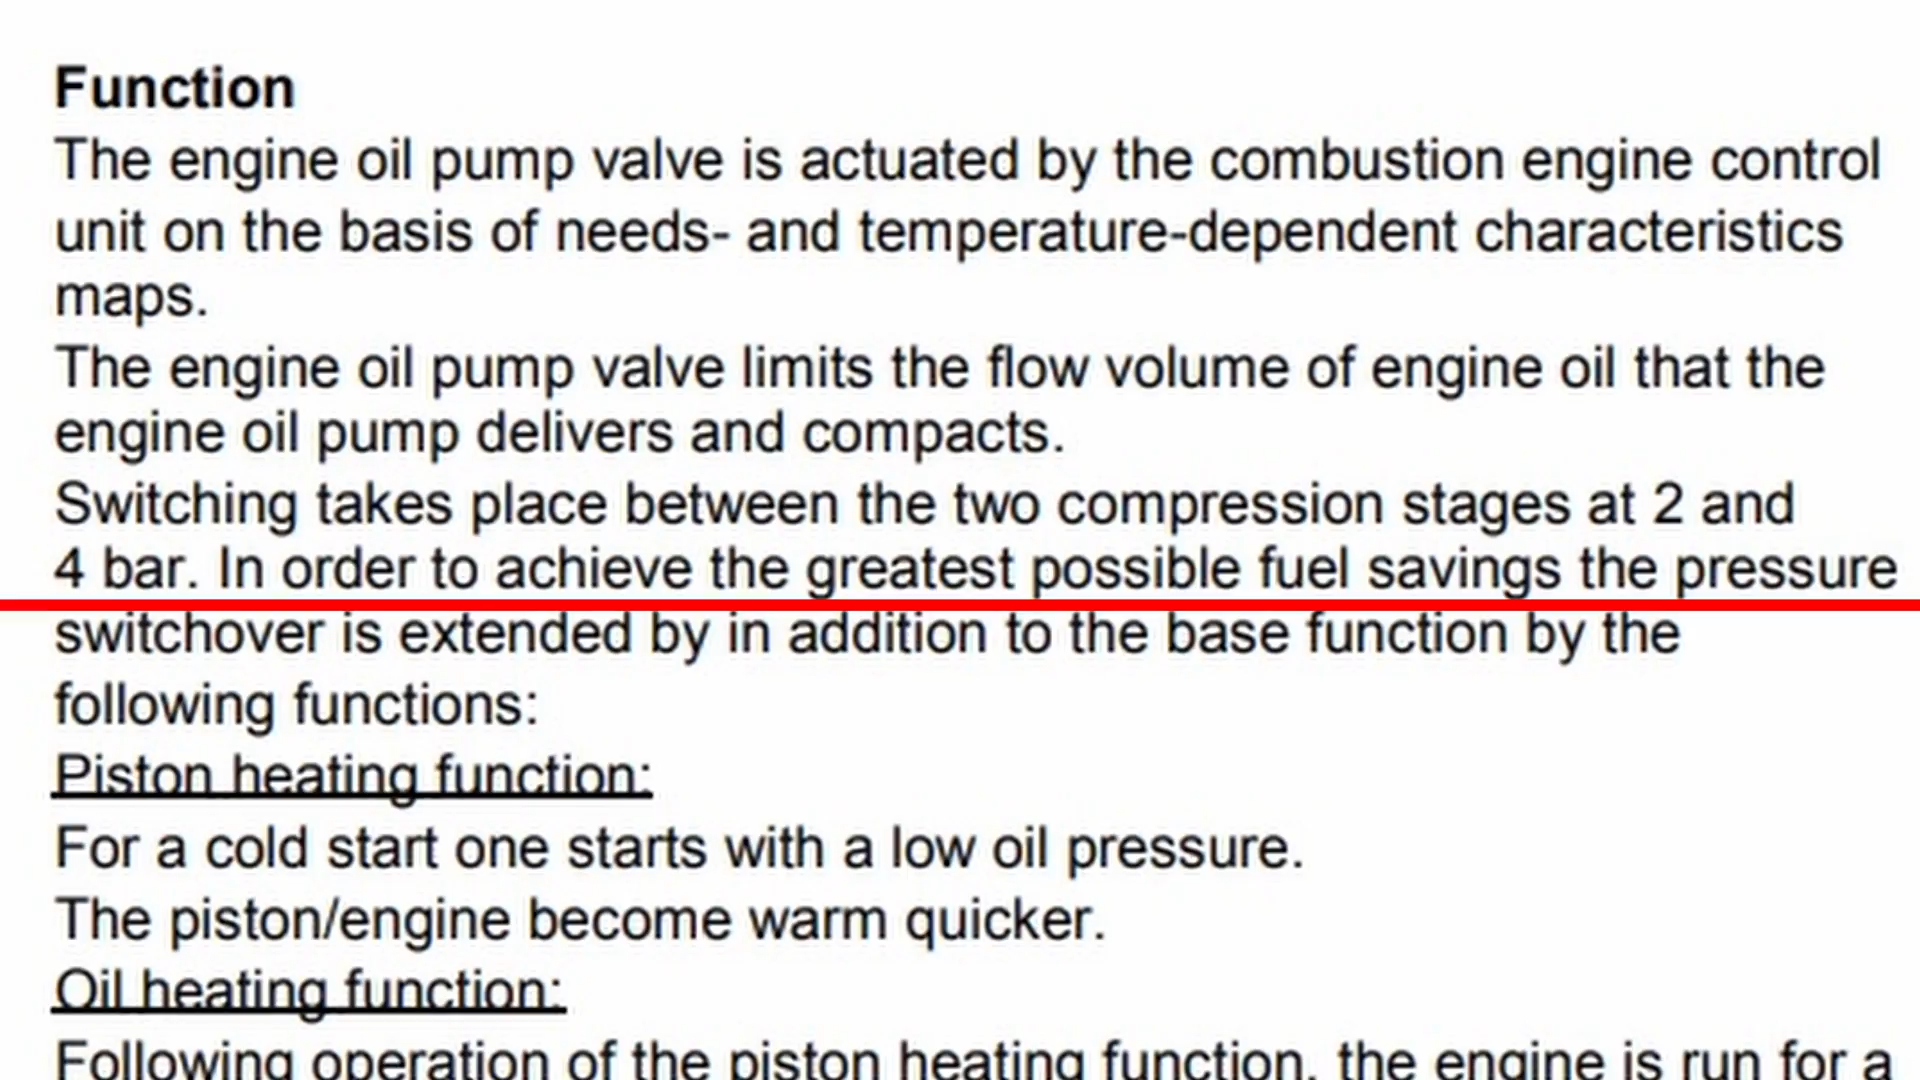 Function
The engine oil pump valve is actuated by the combustion engine control
unit on the basis of needs- and temperature-dependent characteristics
maps.
The engine oil pump valve limits the flow volume of engine oil that the
engine oil pump delivers and compacts.
Switching takes place between the two compression stages at 2 and
4 bar. In order to achieve the greatest possible fuel savings the pressure
switchover is extended by in addition to the base function by the
following functions:
Piston heating function:
For a cold start one starts with a low oil pressure.
The piston/engine become warm quicker.
Oil heating function:
Following operation of the piston heating function, the engine is run for a